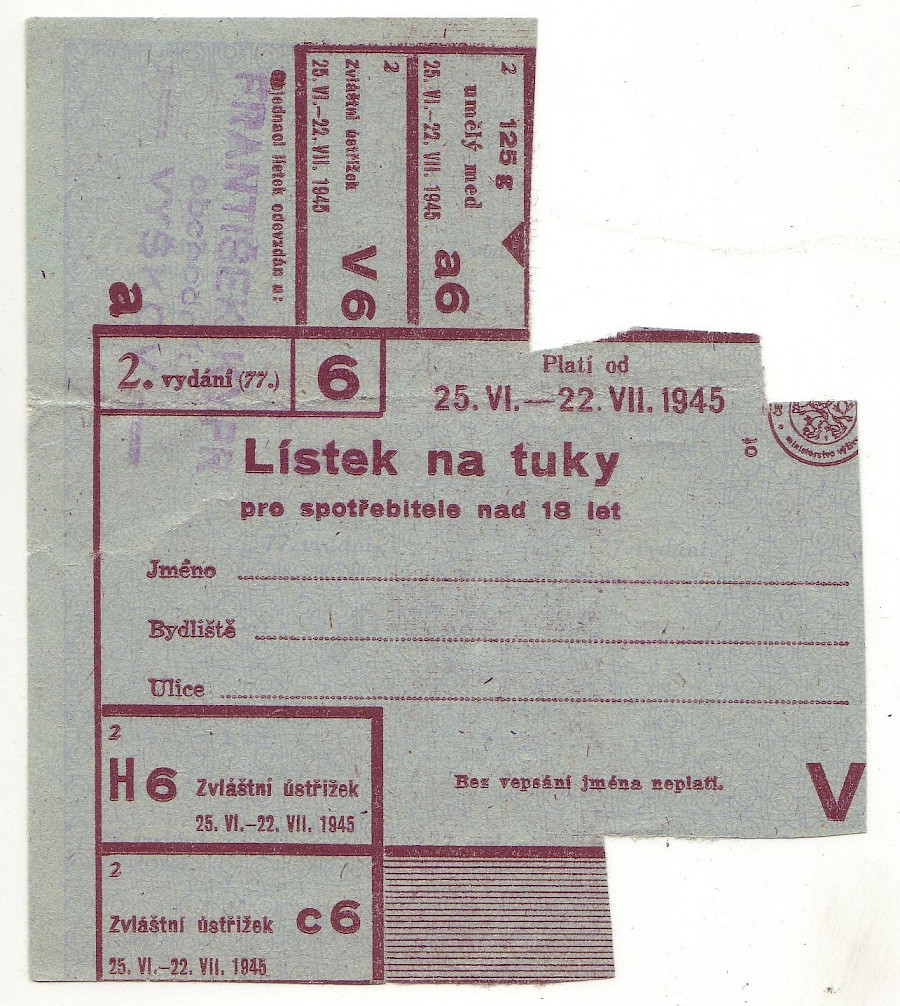 2
125 g
umělý med
25. VI.—22. VII. 1945
a6
2
Zvláštní ústřižek
25. VI.—22. VII. 1945
V6
Objednací lístek odevzdán u:
FRANTIŠEK
a
2. vydání (77.)
6
Platí od
25. VI.—22. VII. 1945
ministerstvo výživy
Lístek na tuky
pro spotřebitele nad 18 let
Jméno
Bydliště
Ulice
2
H6 Zvláštní ústřižek
25. VI.–22. VII. 1945
Bez vepsání jména neplatí.
V
2
Zvláštní ústřižek c6
25. VI.–22. VII. 1945